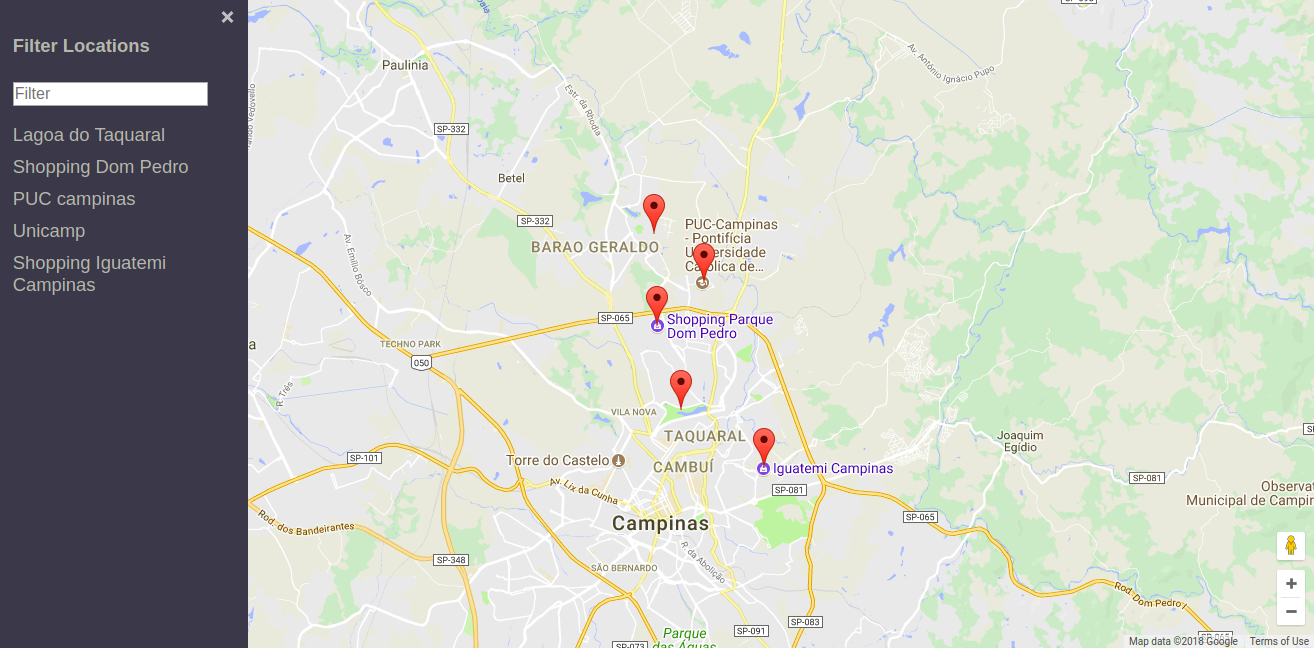 ×
Filter Locations
Filter
Lagoa do Taquaral
Shopping Dom Pedro
PUC campinas
Unicamp
Shopping Iguatemi
Campinas
Av. Antônio Ignácio Pupo
Paulinia
Estr. da Rhodia
SP-332
Betel
SP-332
BARAO GERALDO
PUC-Campinas
- Pontifícia
Católica de...
Av. Emílio Bosco
SP-065
Shopping Parque
Dom Pedro
TECHNO PARK
050
a
R. Três
VILA NOVA
TAQUARAL
Joaquim
Egídio
SP-101
Torre do Castelo
CAMBUÍ
Iguatemi Campinas
SP-081
SP-081
Observat
Municipal de Campin
Av. Lix da Cunha
Rod. dos Bandeirantes
Campinas
SP-065
R. da Abolição
SP-348
SÃO BERNARDO
Rod. Dom Pedro I
SP-083
SP-091
Parque
das Águas
SP-073
SP-065
+
−
Map data ©2018 Google
Terms of Use